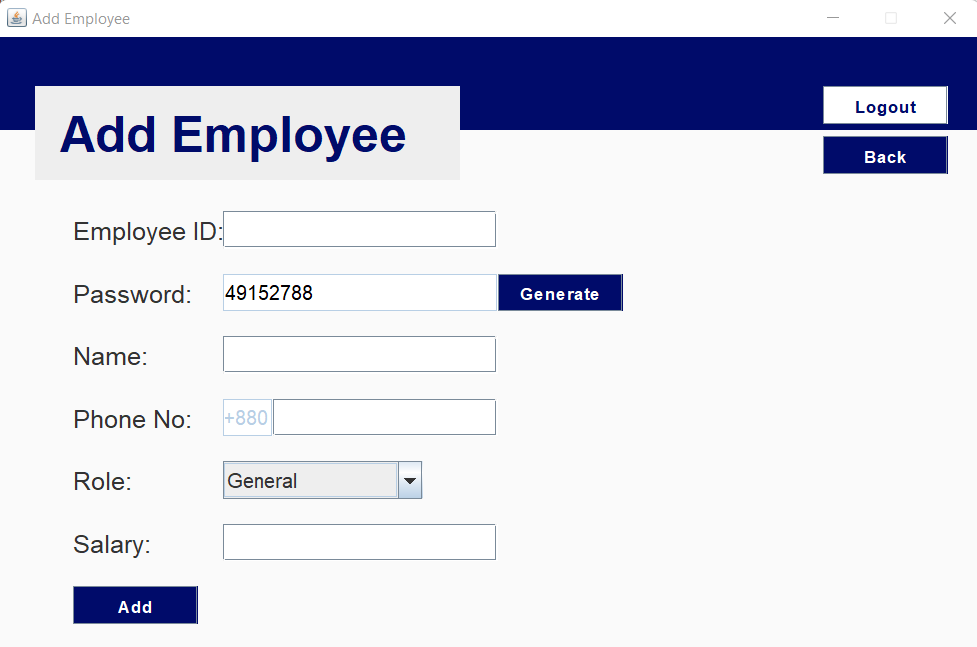 Add Employee
Add Employee
Logout
Back
Employee ID:
Password: 49152788 Generate
Name:
Phone No: +880
Role: General
Salary:
Add